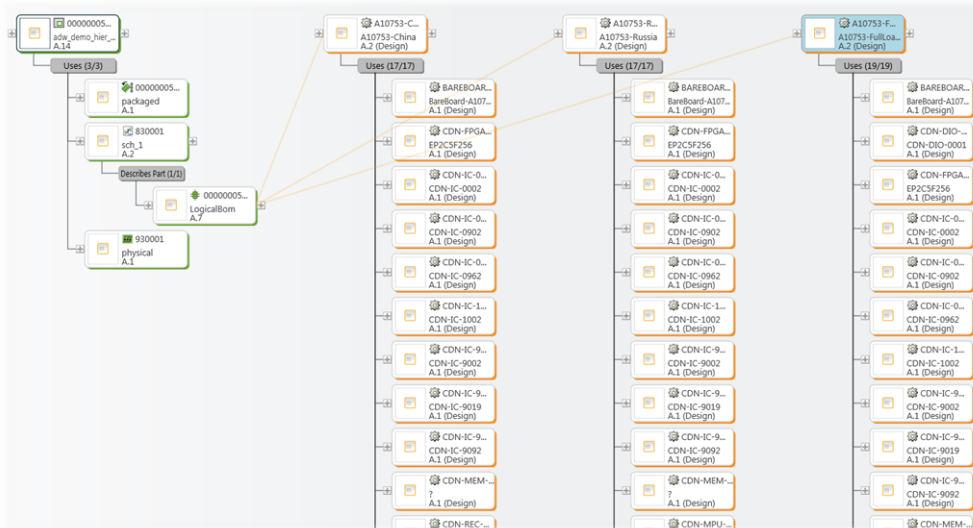 00000005...
adw_demo_hier_...
A.14
Uses (3/3)
00000005...
packaged
A.1
830001
sch_1
A.2
Describes Part (1/1)
00000005...
LogicalBom
A.7
930001
physical
A.1
A10753-C...
A10753-China
A.2 (Design)
Uses (17/17)
BAREBOAR...
BareBoard-A107...
A.1 (Design)
CDN-FPGA...
EP2C5F256
A.1 (Design)
CDN-IC-0...
CDN-IC-0002
A.1 (Design)
CDN-IC-0...
CDN-IC-0902
A.1 (Design)
CDN-IC-0...
CDN-IC-0962
A.1 (Design)
CDN-IC-1...
CDN-IC-1002
A.1 (Design)
CDN-IC-9...
CDN-IC-9002
A.1 (Design)
CDN-IC-9...
CDN-IC-9019
A.1 (Design)
CDN-IC-9...
CDN-IC-9092
A.1 (Design)
CDN-MEM-...
?
A.1 (Design)
CDN-REC-...
A10753-R...
A10753-Russia
A.2 (Design)
Uses (17/17)
BAREBOAR...
BareBoard-A107...
A.1 (Design)
CDN-FPGA...
EP2C5F256
A.1 (Design)
CDN-IC-0...
CDN-IC-0002
A.1 (Design)
CDN-IC-0...
CDN-IC-0902
A.1 (Design)
CDN-IC-0...
CDN-IC-0962
A.1 (Design)
CDN-IC-1...
CDN-IC-1002
A.1 (Design)
CDN-IC-9...
CDN-IC-9002
A.1 (Design)
CDN-IC-9...
CDN-IC-9019
A.1 (Design)
CDN-IC-9...
CDN-IC-9092
A.1 (Design)
CDN-MEM-...
?
A.1 (Design)
CDN-MPU-...
A10753-F...
A10753-FullLoa...
A.2 (Design)
Uses (19/19)
BAREBOAR...
BareBoard-A107...
A.1 (Design)
CDN-DIO-...
CDN-DIO-0001
A.1 (Design)
CDN-FPGA...
EP2C5F256
A.1 (Design)
CDN-IC-0...
CDN-IC-0002
A.1 (Design)
CDN-IC-0...
CDN-IC-0902
A.1 (Design)
CDN-IC-0...
CDN-IC-0962
A.1 (Design)
CDN-IC-1...
CDN-IC-1002
A.1 (Design)
CDN-IC-9...
CDN-IC-9002
A.1 (Design)
CDN-IC-9...
CDN-IC-9019
A.1 (Design)
CDN-IC-9...
CDN-IC-9092
A.1 (Design)
CDN-MEM-...